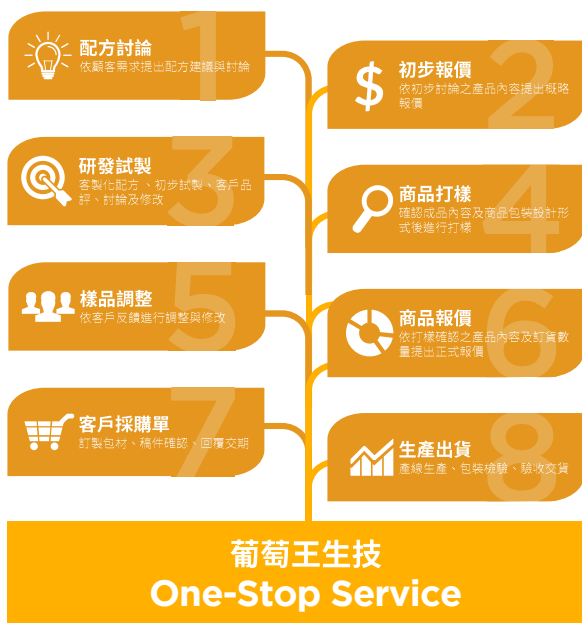 1
配方討論
依顧客需求提出配方建議與討論
2
初步報價
依初步討論之產品內容提出概略
報價
3
研發試製
客製化配方、初步試製、客戶品
評、討論及修改
4
商品打樣
確認成品內容及商品包裝設計形
式後進行打樣
5
樣品調整
依客戶反饋進行調整與修改
6
商品報價
依打樣確認之產品內容及訂貨數
量提出正式報價
7
客戶採購單
訂製包材、稿件確認、回覆交期
8
生產出貨
產線生產、包裝檢驗、驗收交貨
葡萄王生技
One-Stop Service